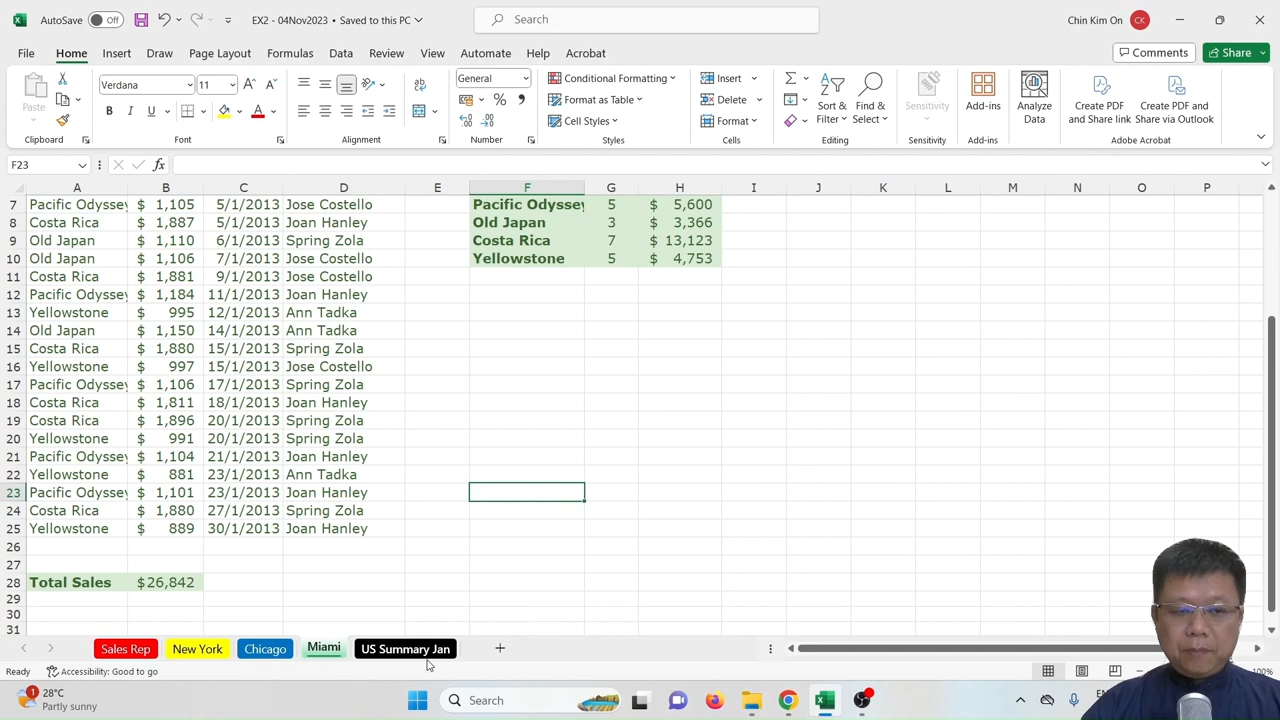 AutoSave Off EX2 - 04Nov2023 • Saved to this PC Search Chin Kim On CK
File Home Insert Draw Page Layout Formulas Data Review View Automate Help Acrobat Comments Share
Paste Verdana 11 A A ab General Conditional Formatting Insert Sort & Filter Find & Select Sensitivity Add-ins Analyze Data Create PDF and Share link Create PDF and Share via Outlook
B I U A $ % , Format as Table Delete
Cell Styles Format
Clipboard Font Alignment Number Styles Cells Editing Sensitivity Add-ins Adobe Acrobat
F23 fx
A B C D E F G H I J K L M N O P
7 Pacific Odyssey $ 1,105 5/1/2013 Jose Costello Pacific Odyssey 5 $ 5,600
8 Costa Rica $ 1,887 5/1/2013 Joan Hanley Old Japan 3 $ 3,366
9 Old Japan $ 1,110 6/1/2013 Spring Zola Costa Rica 7 $ 13,123
10 Old Japan $ 1,106 7/1/2013 Jose Costello Yellowstone 5 $ 4,753
11 Costa Rica $ 1,881 9/1/2013 Jose Costello
12 Pacific Odyssey $ 1,184 11/1/2013 Joan Hanley
13 Yellowstone $ 995 12/1/2013 Ann Tadka
14 Old Japan $ 1,150 14/1/2013 Ann Tadka
15 Costa Rica $ 1,880 15/1/2013 Spring Zola
16 Yellowstone $ 997 15/1/2013 Jose Costello
17 Pacific Odyssey $ 1,106 17/1/2013 Spring Zola
18 Costa Rica $ 1,811 18/1/2013 Joan Hanley
19 Costa Rica $ 1,896 20/1/2013 Spring Zola
20 Yellowstone $ 991 20/1/2013 Spring Zola
21 Pacific Odyssey $ 1,104 21/1/2013 Joan Hanley
22 Yellowstone $ 881 23/1/2013 Ann Tadka
23 Pacific Odyssey $ 1,101 23/1/2013 Joan Hanley
24 Costa Rica $ 1,880 27/1/2013 Spring Zola
25 Yellowstone $ 889 30/1/2013 Joan Hanley
26
27
28 Total Sales $26,842
29
30
31
Sales Rep New York Chicago Miami US Summary Jan +
Ready Accessibility: Good to go 100%
1 28°C Search
Partly sunny